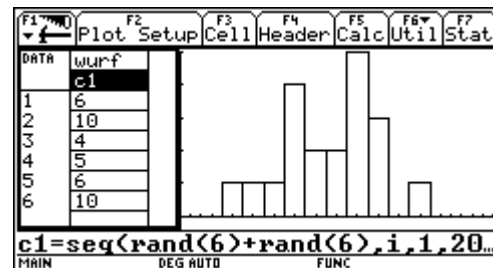 F1 F2 F3 F4 F5 F6 F7
Plot Setup Cell Header Calc Util Stat
DATA wurf
c1
1 6
2 10
3 4
4 5
5 6
6 10
c1=seq(rand(6)+rand(6),i,1,20…
MAIN DEG AUTO FUNC